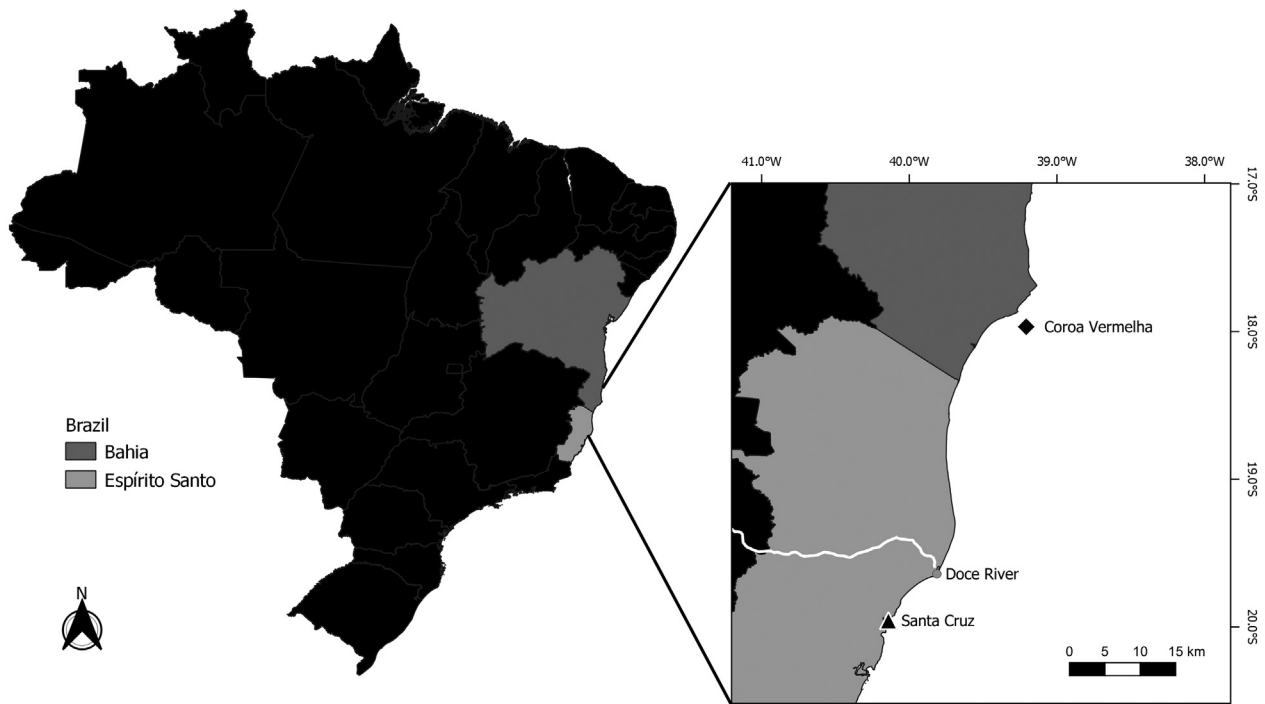 41.0°W 40.0°W 39.0°W 38.0°W
17.0°S
Coroa Vermelha
18.0°S
Brazil
Bahia
Espírito Santo
19.0°S
Doce River
N
Santa Cruz
20.0°S
0 5 10 15 km